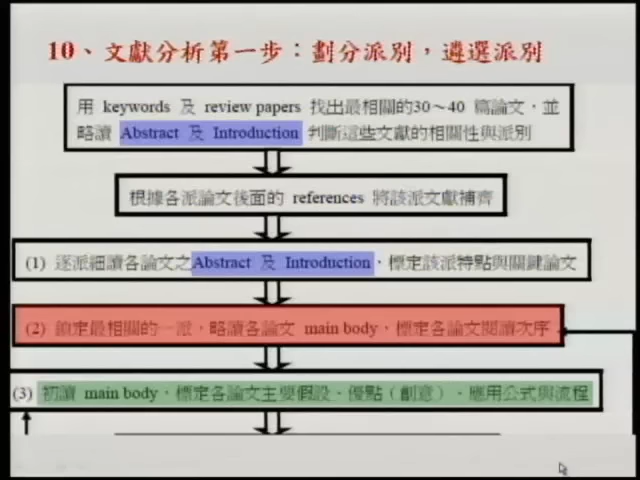 10、文獻分析第一步：劃分派別，遴選派別
用 keywords 及 review papers 找出最相關的30～40 篇論文，並
略讀 Abstract 及 Introduction 判斷這些文獻的相關性與派別
根據各派論文後面的 references 將該派文獻補齊
(1) 逐派細讀各論文之Abstract 及 Introduction，標定該派特點與關鍵論文
(2) 鎖定最相關的一派，略讀各論文 main body，標定各論文閱讀次序
(3) 初讀 main body，標定各論文主要假設、優點（創意）、應用公式與流程